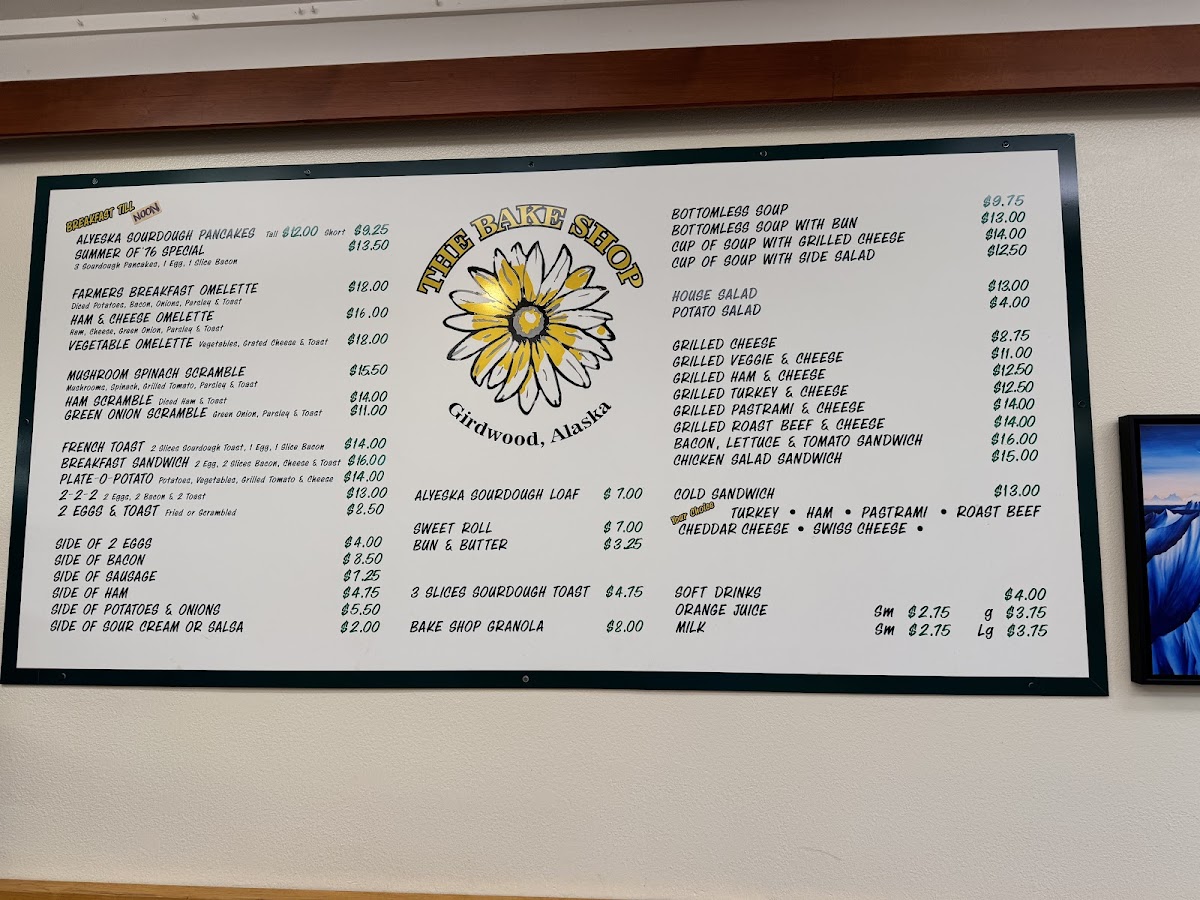 BREAKFAST TILL NOON
ALYESKA SOURDOUGH PANCAKES Tall $12.00 Short $9.25
SUMMER OF '76 SPECIAL $13.50
3 Sourdough Pancakes, 1 Egg, 1 Slice Bacon
FARMERS BREAKFAST OMELETTE $18.00
Diced Potatoes, Bacon, Onions, Parsley & Toast
HAM & CHEESE OMELETTE $16.00
Ham, Cheese, Green Onion, Parsley & Toast
VEGETABLE OMELETTE Vegetables, Grated Cheese & Toast $18.00
MUSHROOM SPINACH SCRAMBLE $15.50
Mushrooms, Spinach, Grilled Tomato, Parsley & Toast
HAM SCRAMBLE Diced Ham & Toast $14.00
GREEN ONION SCRAMBLE Green Onion, Parsley & Toast $11.00
FRENCH TOAST 2 Slices Sourdough Toast, 1 Egg, 1 Slice Bacon $14.00
BREAKFAST SANDWICH 2 Egg, 2 Slices Bacon, Cheese & Toast $16.00
PLATE-O-POTATO Potatoes, Vegetables, Grilled Tomato & Cheese $14.00
2-2-2 2 Eggs, 2 Bacon & 2 Toast $13.00
2 EGGS & TOAST Fried or Scrambled $8.50
SIDE OF 2 EGGS $4.00
SIDE OF BACON $8.50
SIDE OF SAUSAGE $7.25
SIDE OF HAM $4.75
SIDE OF POTATOES & ONIONS $5.50
SIDE OF SOUR CREAM OR SALSA $2.00
THE BAKE SHOP
Girdwood, Alaska
ALYESKA SOURDOUGH LOAF $7.00
SWEET ROLL $7.00
BUN & BUTTER $3.25
3 SLICES SOURDOUGH TOAST $4.75
BAKE SHOP GRANOLA $8.00
BOTTOMLESS SOUP $9.75
BOTTOMLESS SOUP WITH BUN $13.00
CUP OF SOUP WITH GRILLED CHEESE $14.00
CUP OF SOUP WITH SIDE SALAD $12.50
HOUSE SALAD $13.00
POTATO SALAD $4.00
GRILLED CHEESE $8.75
GRILLED VEGGIE & CHEESE $11.00
GRILLED HAM & CHEESE $12.50
GRILLED TURKEY & CHEESE $12.50
GRILLED PASTRAMI & CHEESE $14.00
GRILLED ROAST BEEF & CHEESE $14.00
BACON, LETTUCE & TOMATO SANDWICH $16.00
CHICKEN SALAD SANDWICH $15.00
COLD SANDWICH $13.00
Your Choice TURKEY • HAM • PASTRAMI • ROAST BEEF
CHEDDAR CHEESE • SWISS CHEESE •
SOFT DRINKS $4.00
ORANGE JUICE Sm $2.75 g $3.75
MILK Sm $2.75 Lg $3.75